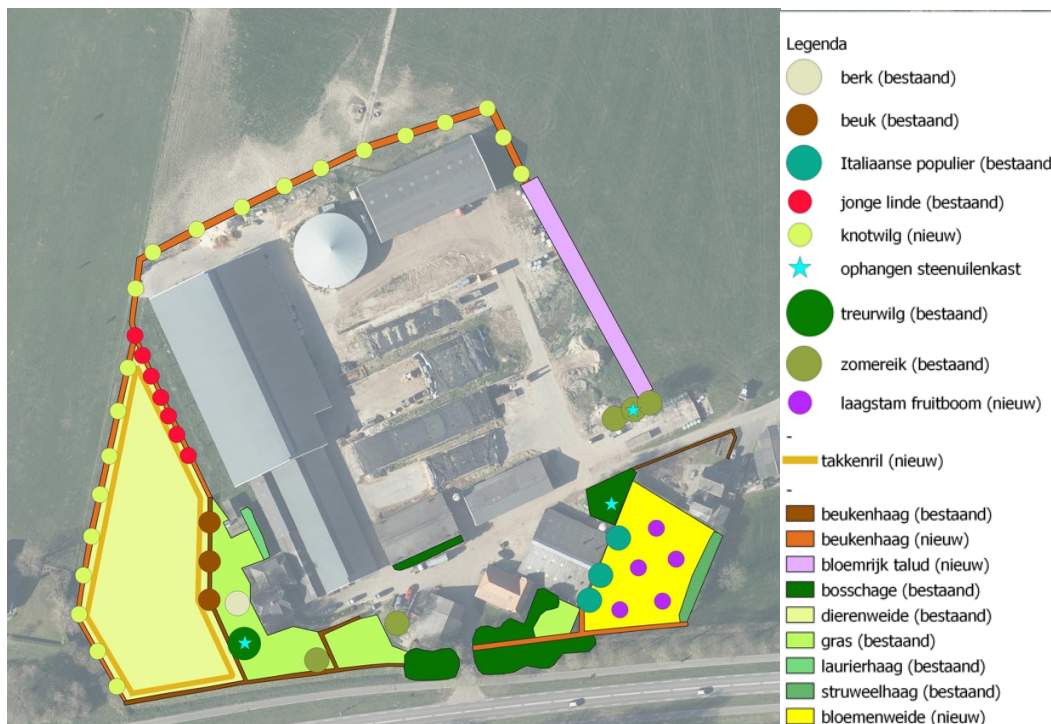 Legenda
berk (bestaand)
beuk (bestaand)
Italiaanse populier (bestaand
jonge linde (bestaand)
knotwilg (nieuw)
ophangen steenuilenkast
treurwilg (bestaand)
zomereik (bestaand)
laagstam fruitboom (nieuw)
-
takkenril (nieuw)
-
beukenhaag (bestaand)
beukenhaag (nieuw)
bloemrijk talud (nieuw)
bosschage (bestaand)
dierenweide (bestaand)
gras (bestaand)
laurierhaag (bestaand)
struweelhaag (bestaand)
bloemenweide (nieuw)